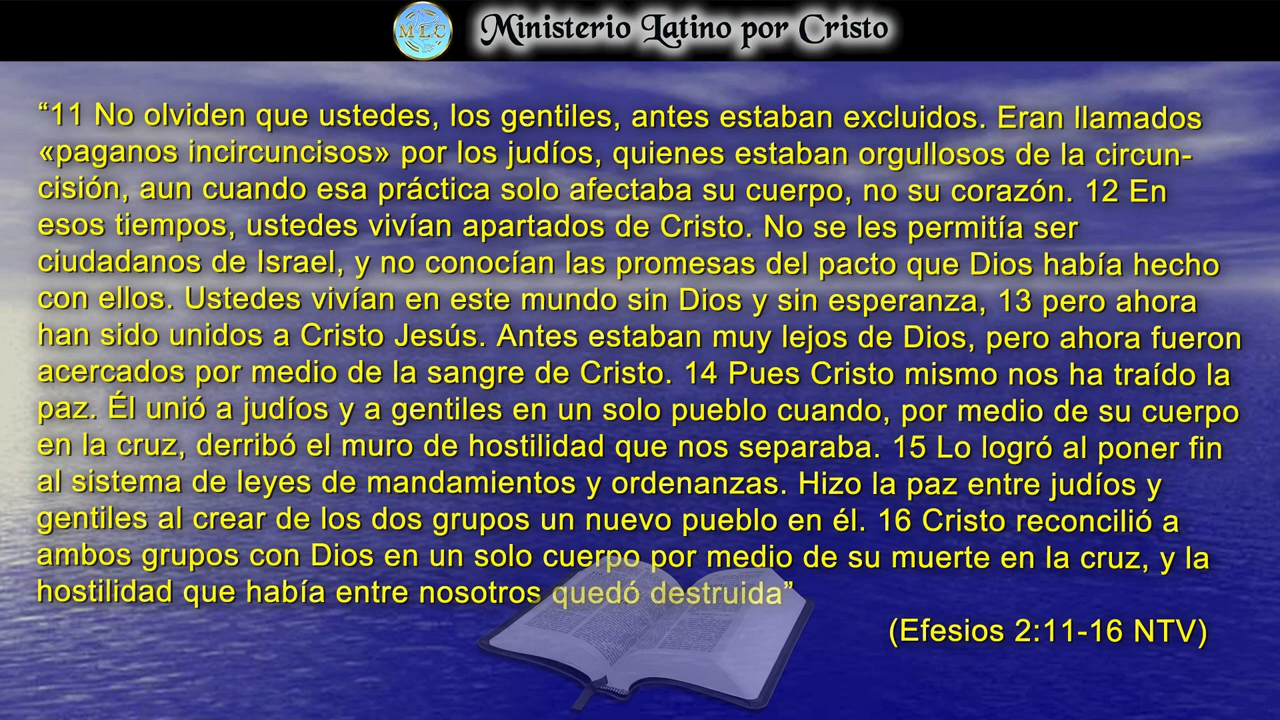 MLC Ministerio Latino por Cristo
“11 No olviden que ustedes, los gentiles, antes estaban excluidos. Eran llamados
«paganos incircuncisos» por los judíos, quienes estaban orgullosos de la circun-
cisión, aun cuando esa práctica solo afectaba su cuerpo, no su corazón. 12 En
esos tiempos, ustedes vivían apartados de Cristo. No se les permitía ser
ciudadanos de Israel, y no conocían las promesas del pacto que Dios había hecho
con ellos. Ustedes vivían en este mundo sin Dios y sin esperanza, 13 pero ahora
han sido unidos a Cristo Jesús. Antes estaban muy lejos de Dios, pero ahora fueron
acercados por medio de la sangre de Cristo. 14 Pues Cristo mismo nos ha traído la
paz. Él unió a judíos y a gentiles en un solo pueblo cuando, por medio de su cuerpo
en la cruz, derribó el muro de hostilidad que nos separaba. 15 Lo logró al poner fin
al sistema de leyes de mandamientos y ordenanzas. Hizo la paz entre judíos y
gentiles al crear de los dos grupos un nuevo pueblo en él. 16 Cristo reconcilió a
ambos grupos con Dios en un solo cuerpo por medio de su muerte en la cruz, y la
hostilidad que había entre nosotros quedó destruida”
(Efesios 2:11-16 NTV)